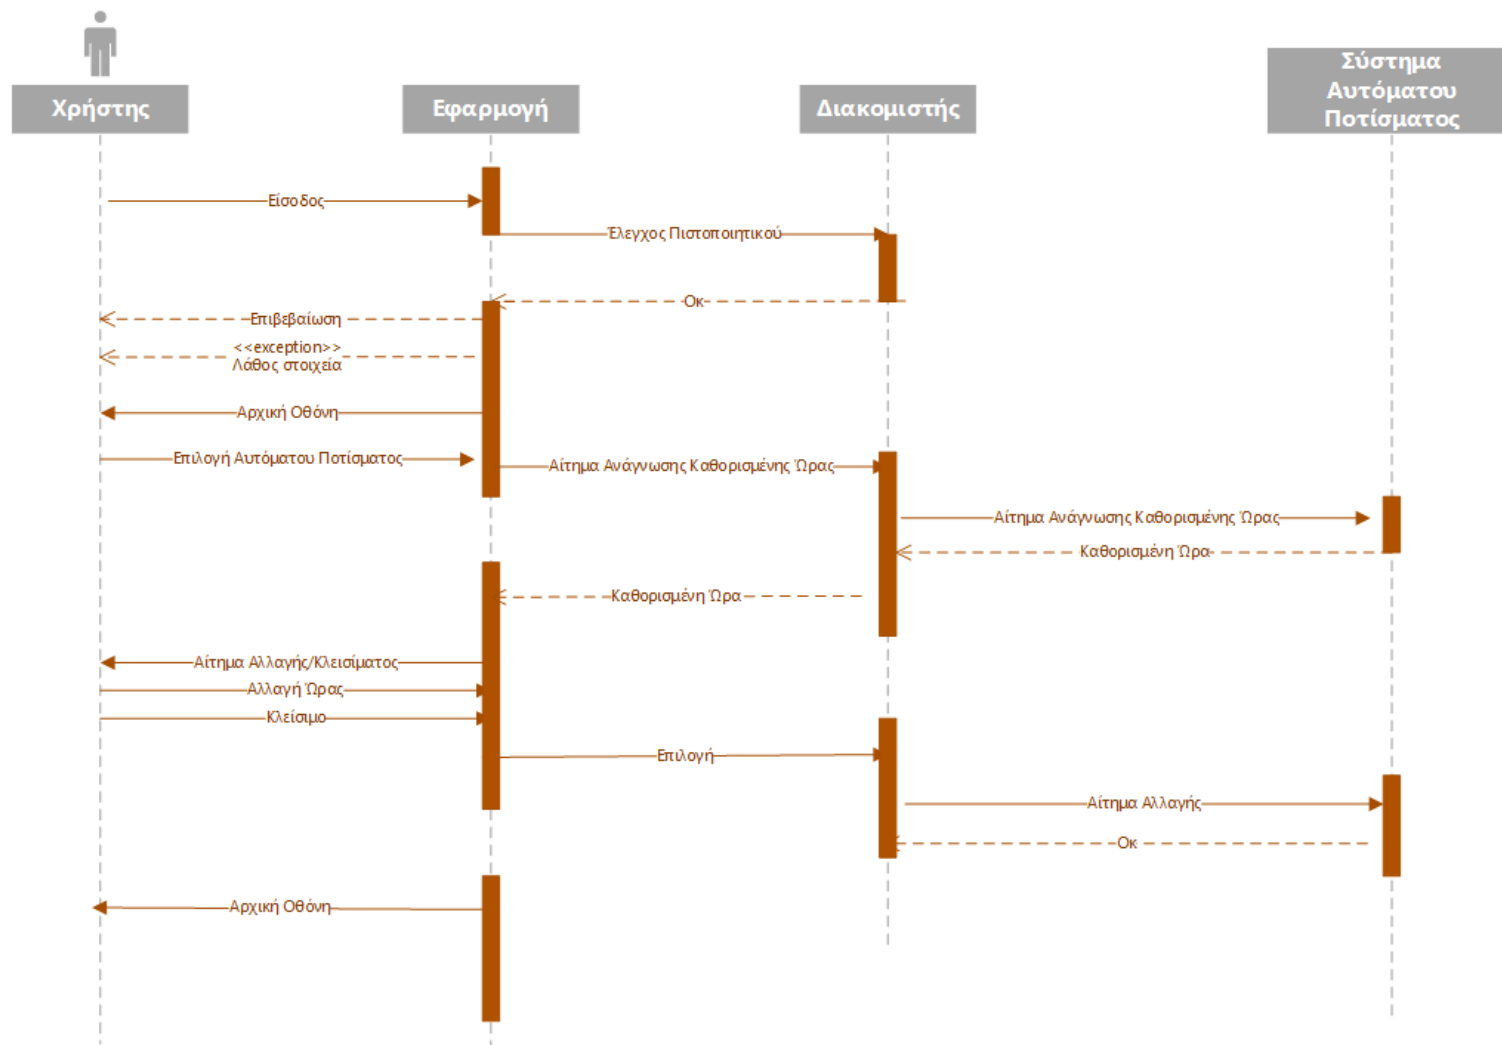 Χρήστης
Εφαρμογή
Διακομιστής
Σύστημα
Αυτόματου
Ποτίσματος
Είσοδος
Έλεγχος Πιστοποιητικού
Οκ
Επιβεβαίωση
<<exception>>
Λάθος στοιχεία
Αρχική Οθόνη
Επιλογή Αυτόματου Ποτίσματος
Αίτημα Ανάγνωσης Καθορισμένης Ώρας
Αίτημα Ανάγνωσης Καθορισμένης Ώρας
Καθορισμένη Ώρα
Καθορισμένη Ώρα
Αίτημα Αλλαγής/Κλεισίματος
Αλλαγή Ώρας
Κλείσιμο
Επιλογή
Αίτημα Αλλαγής
Οκ
Αρχική Οθόνη